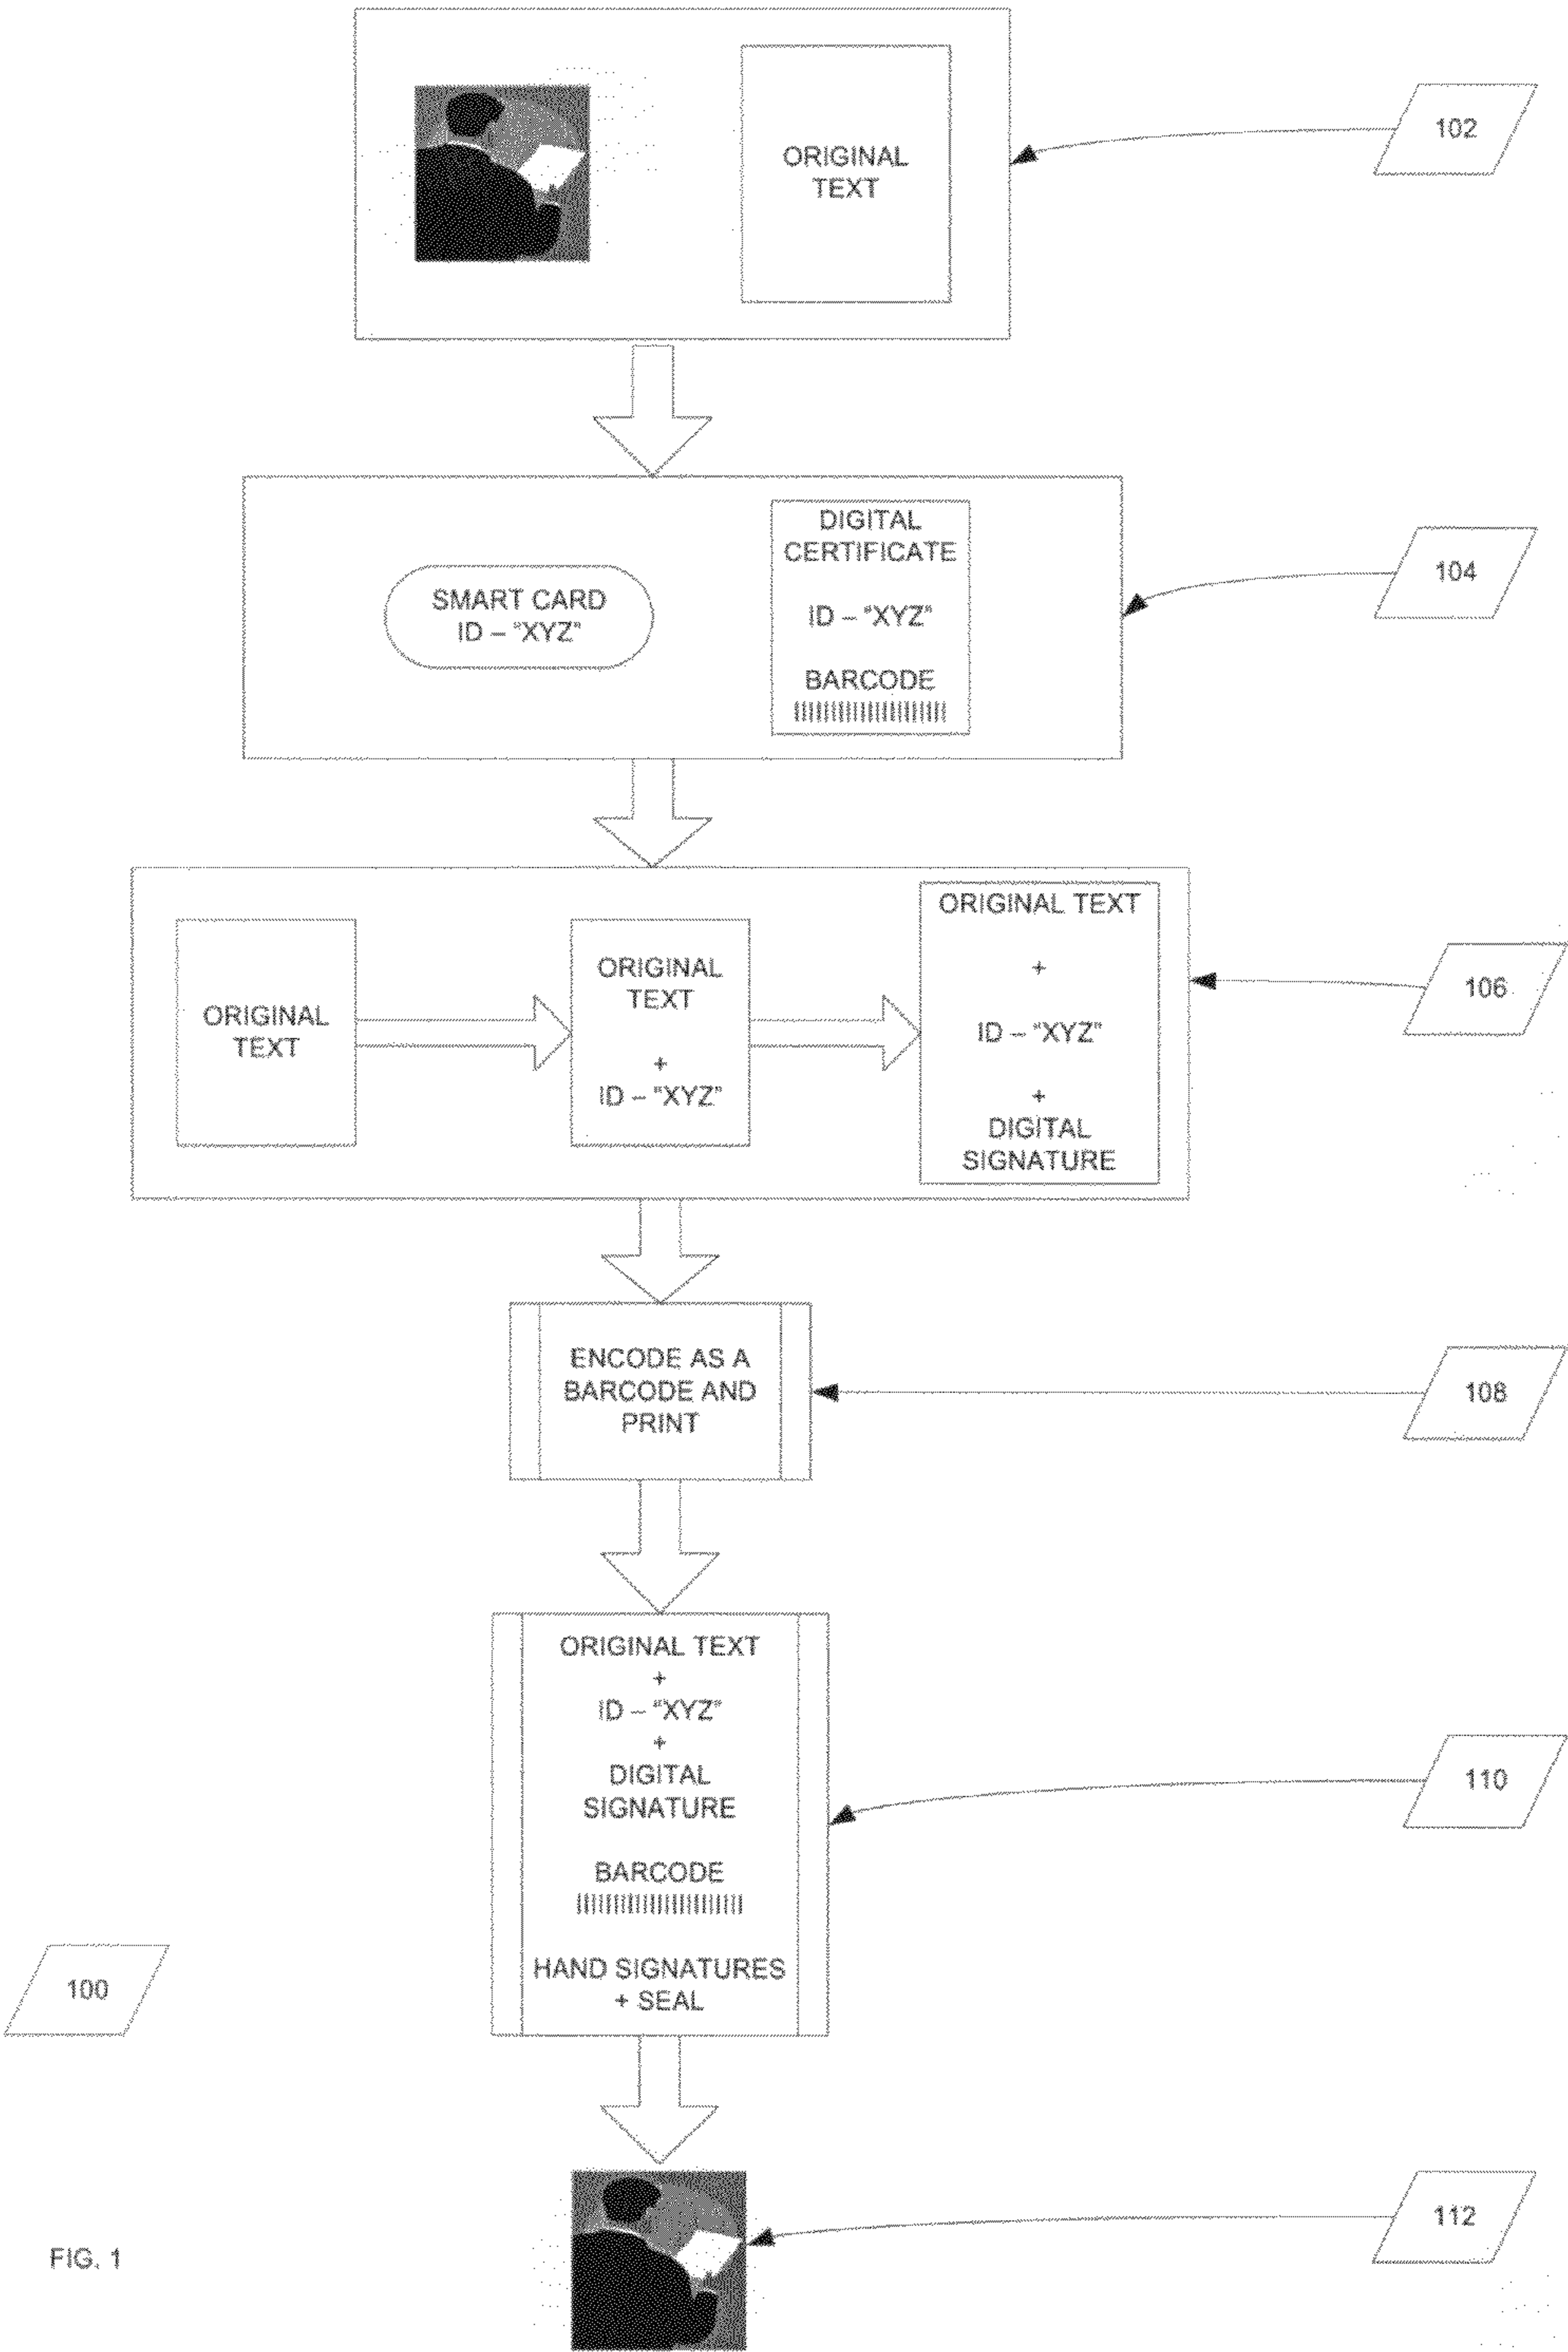 ORIGINAL
TEXT
102
SMART CARD
ID – "XYZ"
DIGITAL
CERTIFICATE
ID – "XYZ"
BARCODE
104
ORIGINAL
TEXT
ORIGINAL
TEXT
+
ID – "XYZ"
ORIGINAL TEXT
+
ID – "XYZ"
+
DIGITAL
SIGNATURE
106
ENCODE AS A
BARCODE AND
PRINT
108
ORIGINAL TEXT
+
ID – "XYZ"
+
DIGITAL
SIGNATURE
BARCODE
HAND SIGNATURES
+ SEAL
110
100
112
FIG. 1